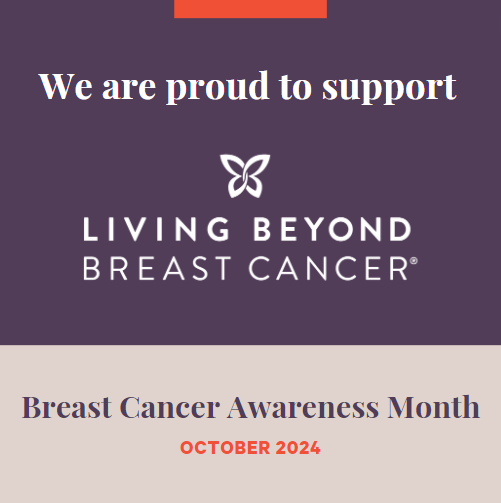 We are proud to support
LIVING BEYOND
BREAST CANCER®
Breast Cancer Awareness Month
OCTOBER 2024